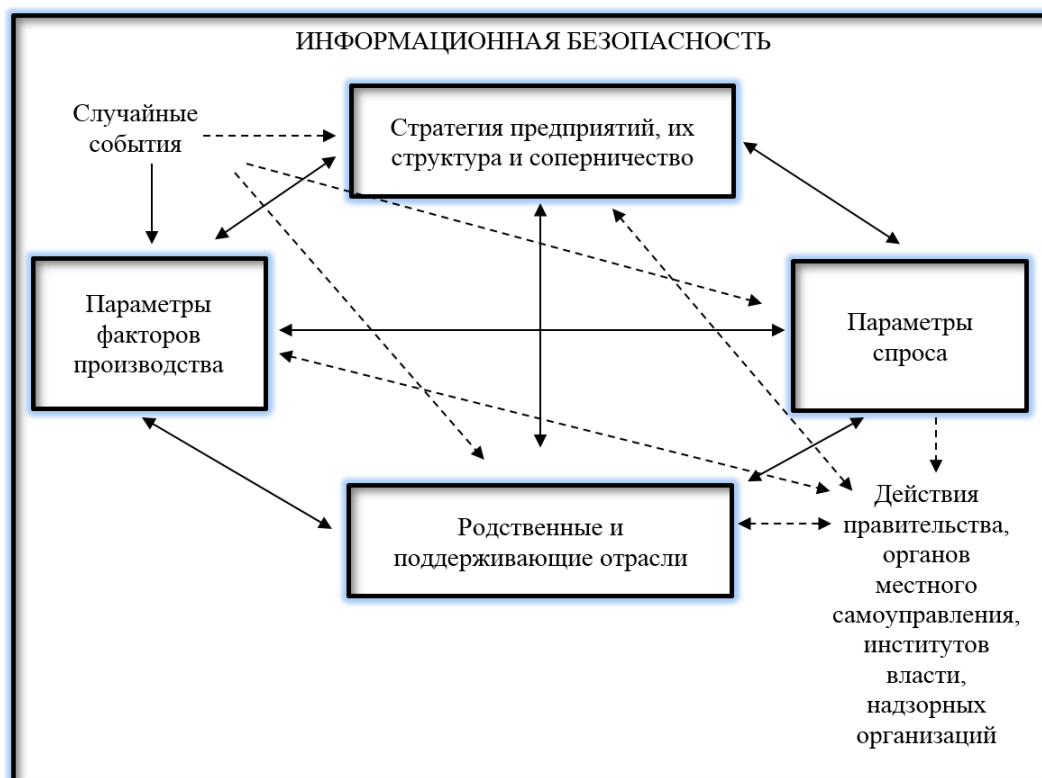 ИНФОРМАЦИОННАЯ БЕЗОПАСНОСТЬ
Случайные
события
Стратегия предприятий, их
структура и соперничество
Параметры
факторов
производства
Параметры
спроса
Родственные и
поддерживающие отрасли
Действия
правительства,
органов
местного
самоуправления,
институтов
власти,
надзорных
организаций